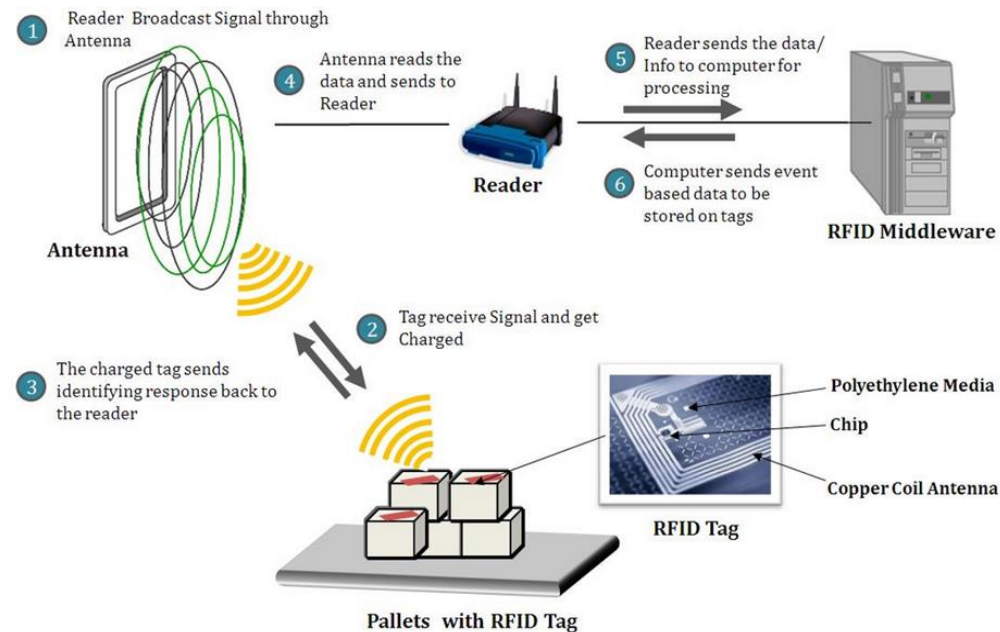 1
Reader Broadcast Signal through
Antenna
4
Antenna reads the
data and sends to
Reader
5
Reader sends the data/
Info to computer for
processing
Reader
6
Computer sends event
based data to be
stored on tags
RFID Middleware
Antenna
2
Tag receive Signal and get
Charged
3
The charged tag sends
identifying response back to
the reader
Polyethylene Media
Chip
Copper Coil Antenna
RFID Tag
Pallets with RFID Tag